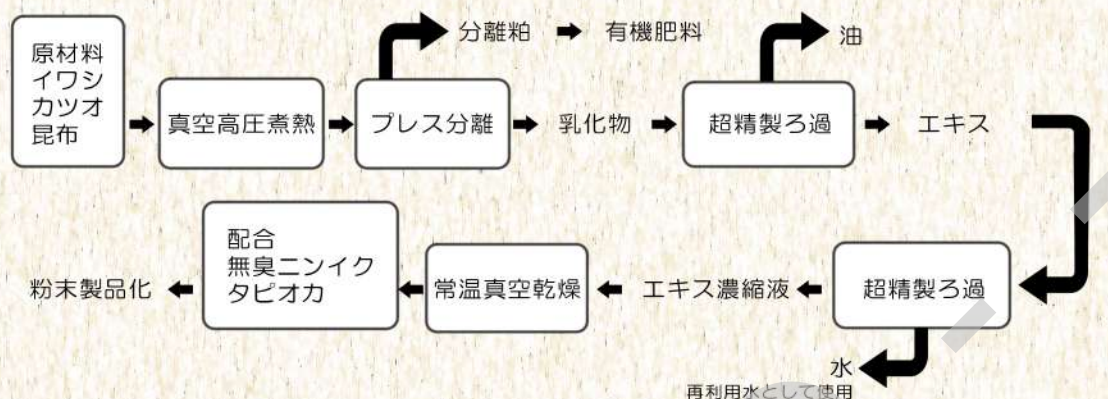 原材料
イワシ
カツオ
昆布
真空高圧煮熱
プレス分離
分離粕
有機肥料
乳化物
超精製ろ過
油
エキス
超精製ろ過
水
再利用水として使用
エキス濃縮液
常温真空乾燥
配合
無臭ニンイク
タピオカ
粉末製品化